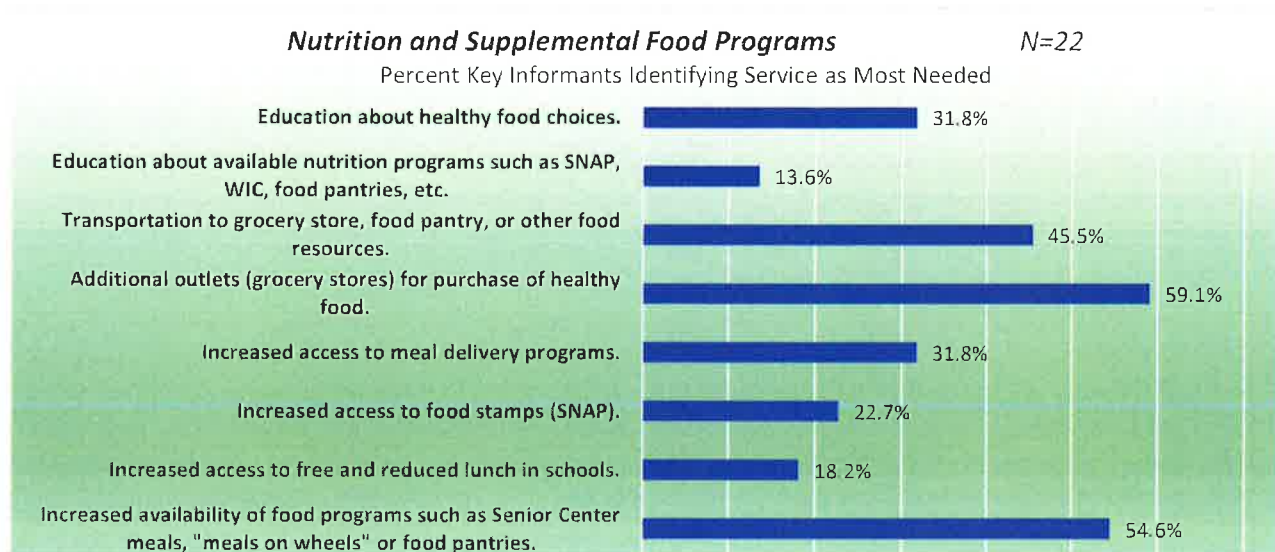 Nutrition and Supplemental Food Programs N=22
Percent Key Informants Identifying Service as Most Needed
Education about healthy food choices. 31.8%
Education about available nutrition programs such as SNAP,
WIC, food pantries, etc. 13.6%
Transportation to grocery store, food pantry, or other food
resources. 45.5%
Additional outlets (grocery stores) for purchase of healthy
food. 59.1%
Increased access to meal delivery programs. 31.8%
Increased access to food stamps (SNAP). 22.7%
Increased access to free and reduced lunch in schools. 18.2%
Increased availability of food programs such as Senior Center
meals, "meals on wheels" or food pantries. 54.6%